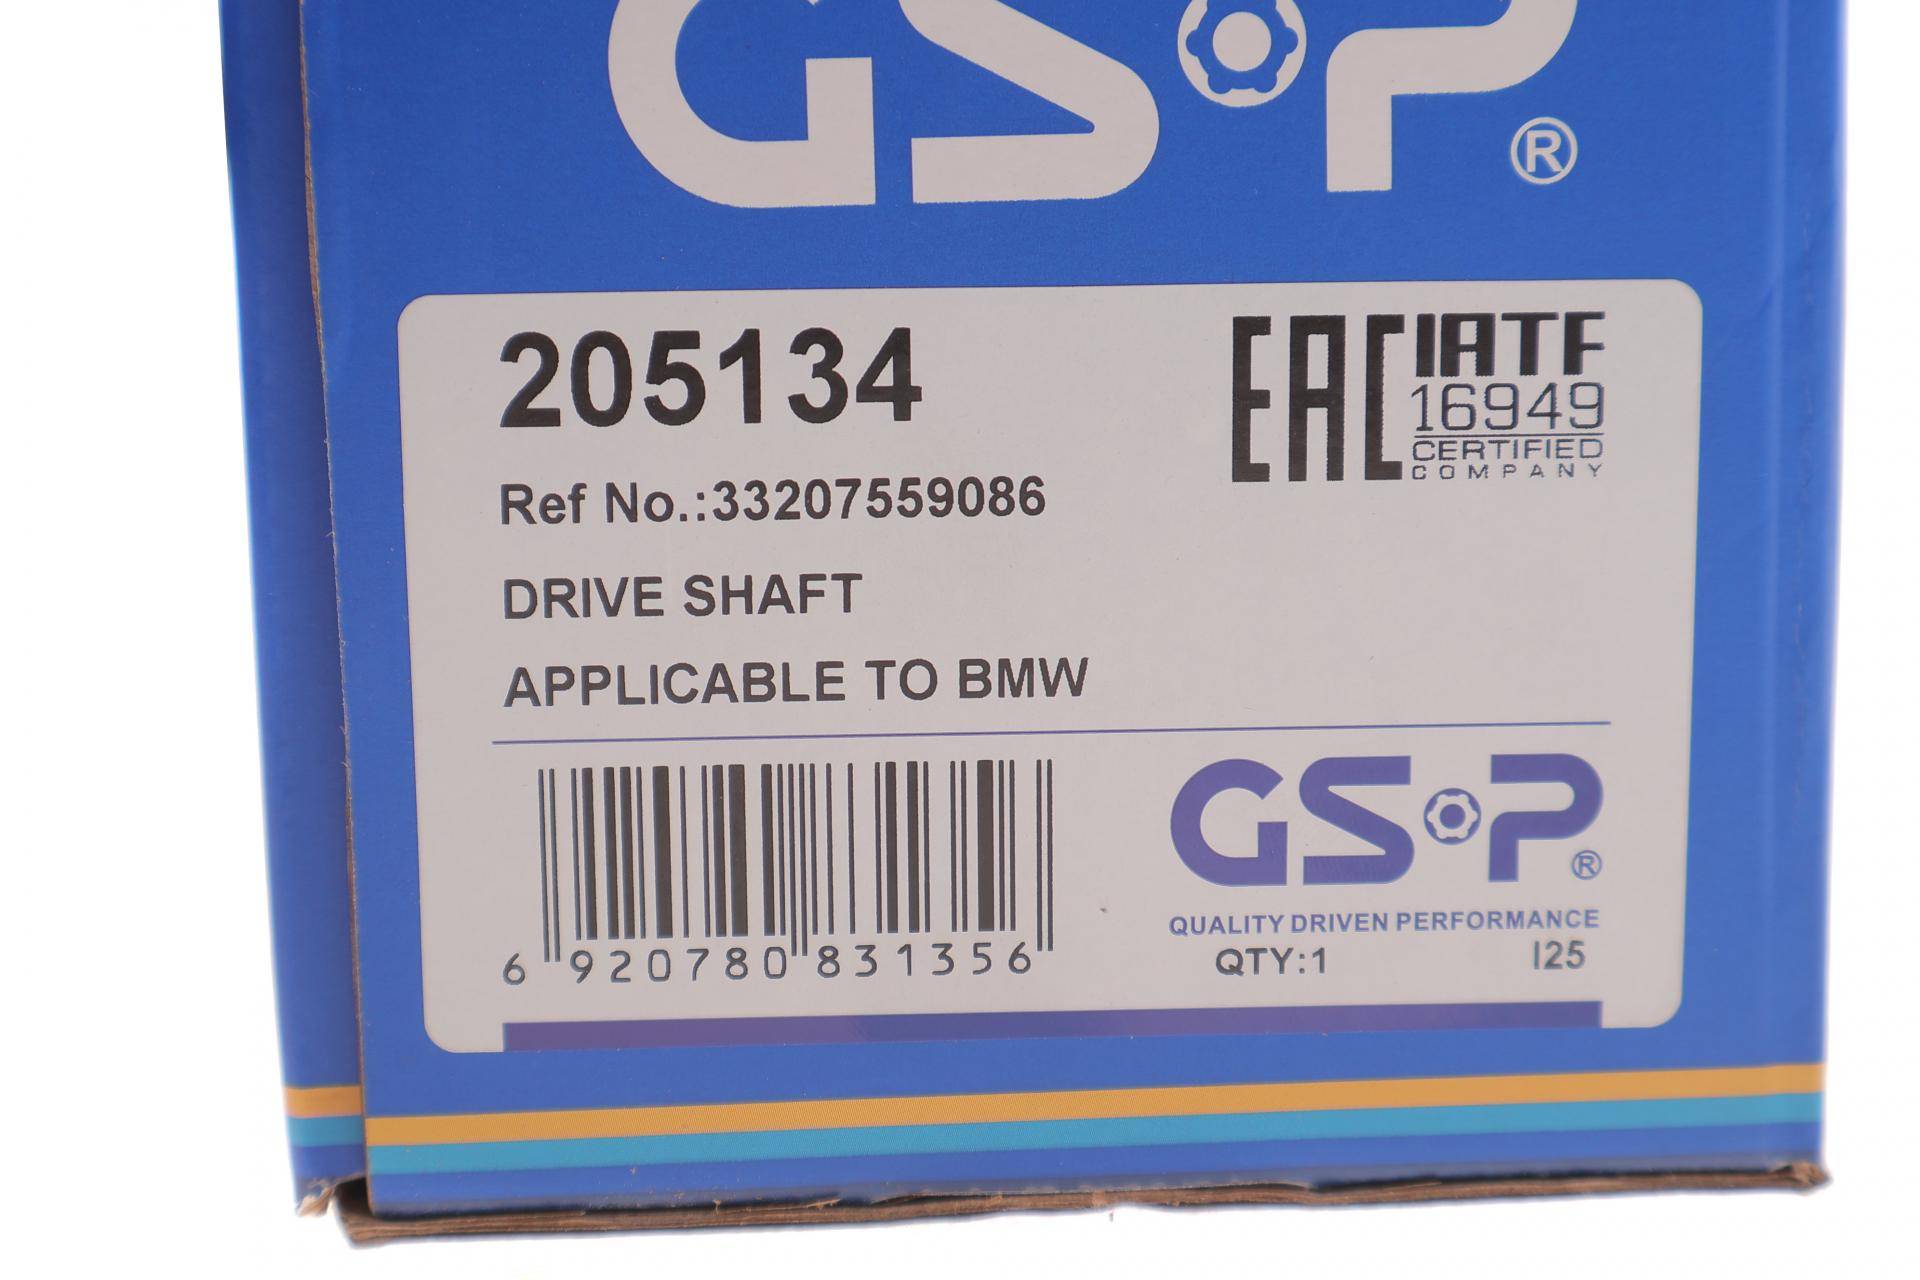 GSP®
205134
EAC IATF
16949
CERTIFIED
COMPANY
Ref No.:33207559086
DRIVE SHAFT
APPLICABLE TO BMW
GSP®
QUALITY DRIVEN PERFORMANCE
6 920780 831356
QTY:1 I25